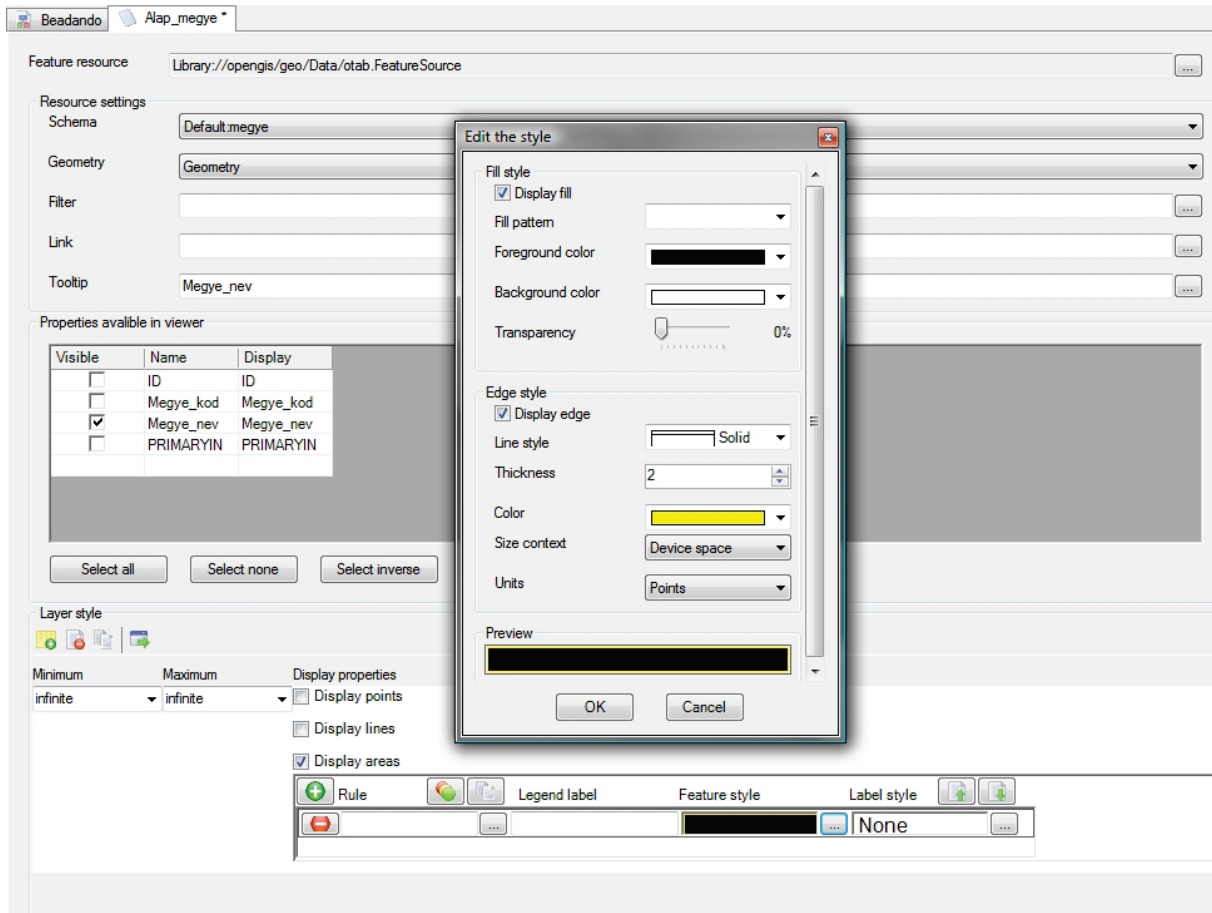 Beadando
Alap_megye *
Feature resource
Library://opengis/geo/Data/otab.FeatureSource
...
Resource settings
Schema
Default:megye
Geometry
Geometry
Filter
...
Link
...
Tooltip
Megye_nev
...
Properties avalible in viewer
Visible Name Display
ID ID
Megye_kod Megye_kod
Megye_nev Megye_nev
PRIMARYIN PRIMARYIN
Select all
Select none
Select inverse
Layer style
Minimum
Maximum
Display properties
infinite
infinite
Display points
Display lines
Display areas
Rule
Legend label
Feature style
Label style
...
...
None
...
Edit the style
Fill style
Display fill
Fill pattern
Foreground color
Background color
Transparency
0%
Edge style
Display edge
Line style
Solid
Thickness
2
Color
Size context
Device space
Units
Points
Preview
OK
Cancel